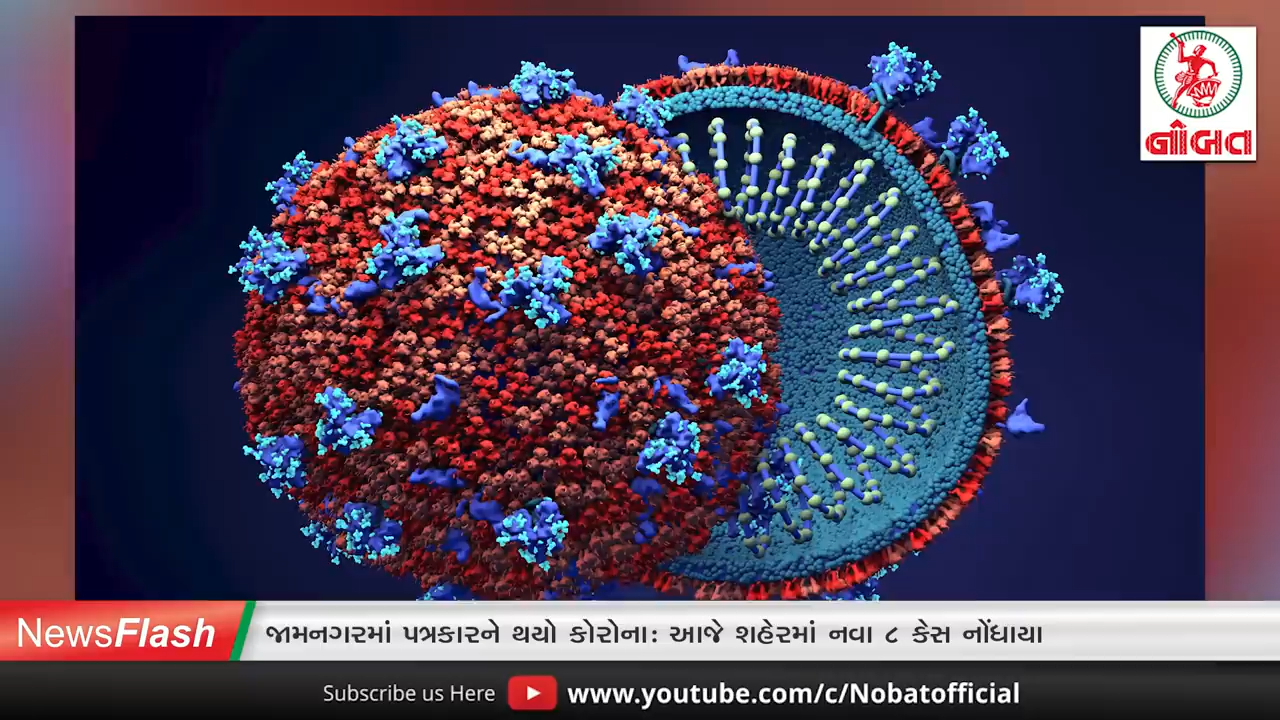 NM
નોબત
NewsFlash
જામનગરમાં પત્રકારને થયો કોરોના: આજે શહેરમાં નવા ૮ કેસ નોંધાયા
Subscribe us Here www.youtube.com/c/Nobatofficial